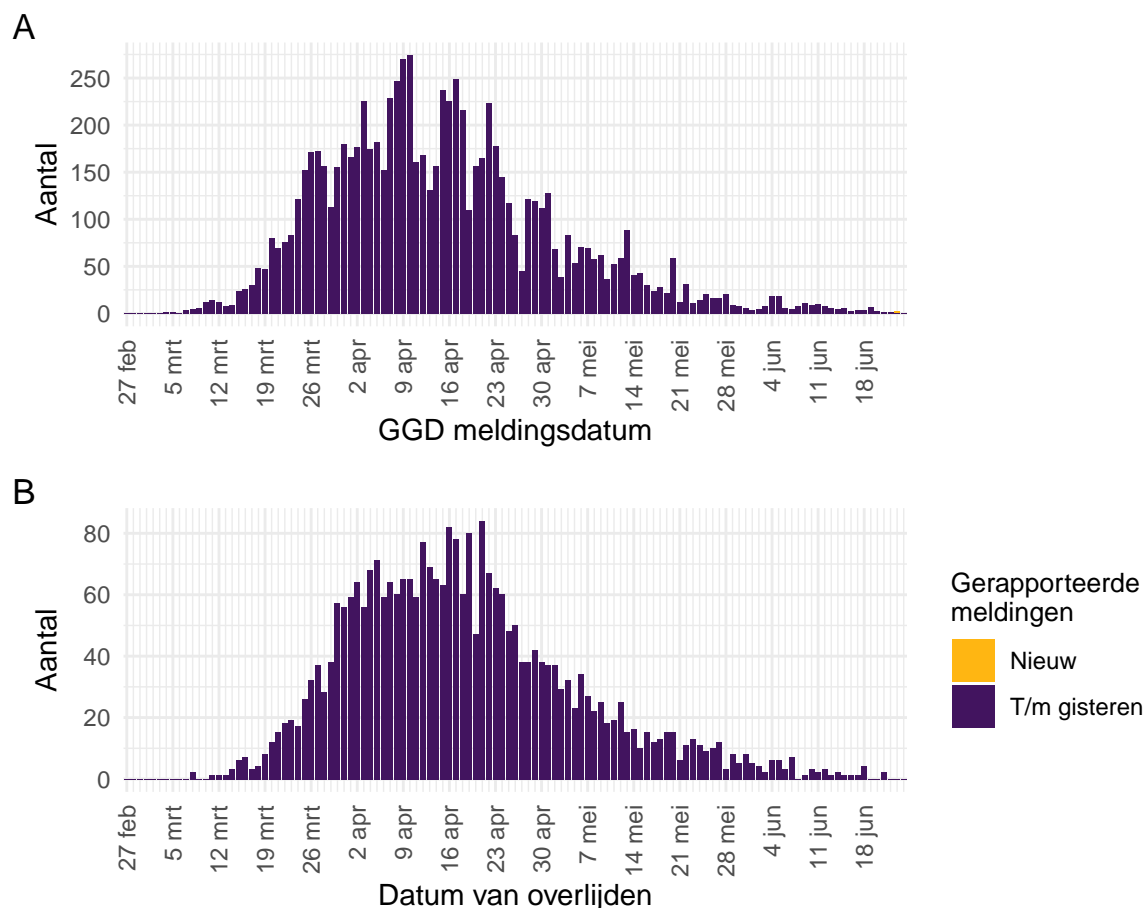 A
Aantal
250
200
150
100
50
0
27 feb
5 mrt
12 mrt
19 mrt
26 mrt
2 apr
9 apr
16 apr
23 apr
30 apr
7 mei
14 mei
21 mei
28 mei
4 jun
11 jun
18 jun
GGD meldingsdatum
B
Aantal
80
60
40
20
0
27 feb
5 mrt
12 mrt
19 mrt
26 mrt
2 apr
9 apr
16 apr
23 apr
30 apr
7 mei
14 mei
21 mei
28 mei
4 jun
11 jun
18 jun
Datum van overlijden
Gerapporteerde
meldingen
Nieuw
T/m gisteren